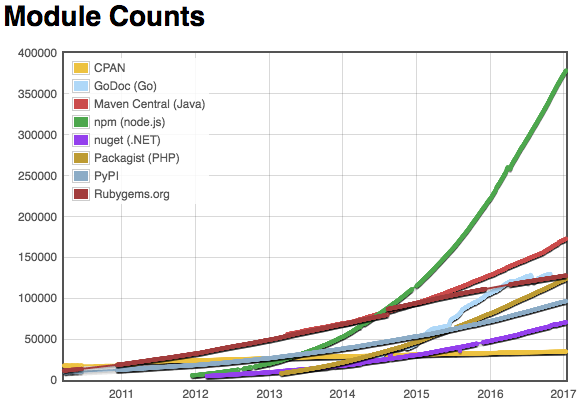 Module Counts
400000
350000
300000
250000
200000
150000
100000
50000
0
CPAN
GoDoc (Go)
Maven Central (Java)
npm (node.js)
nuget (.NET)
Packagist (PHP)
PyPI
Rubygems.org
2011 2012 2013 2014 2015 2016 2017